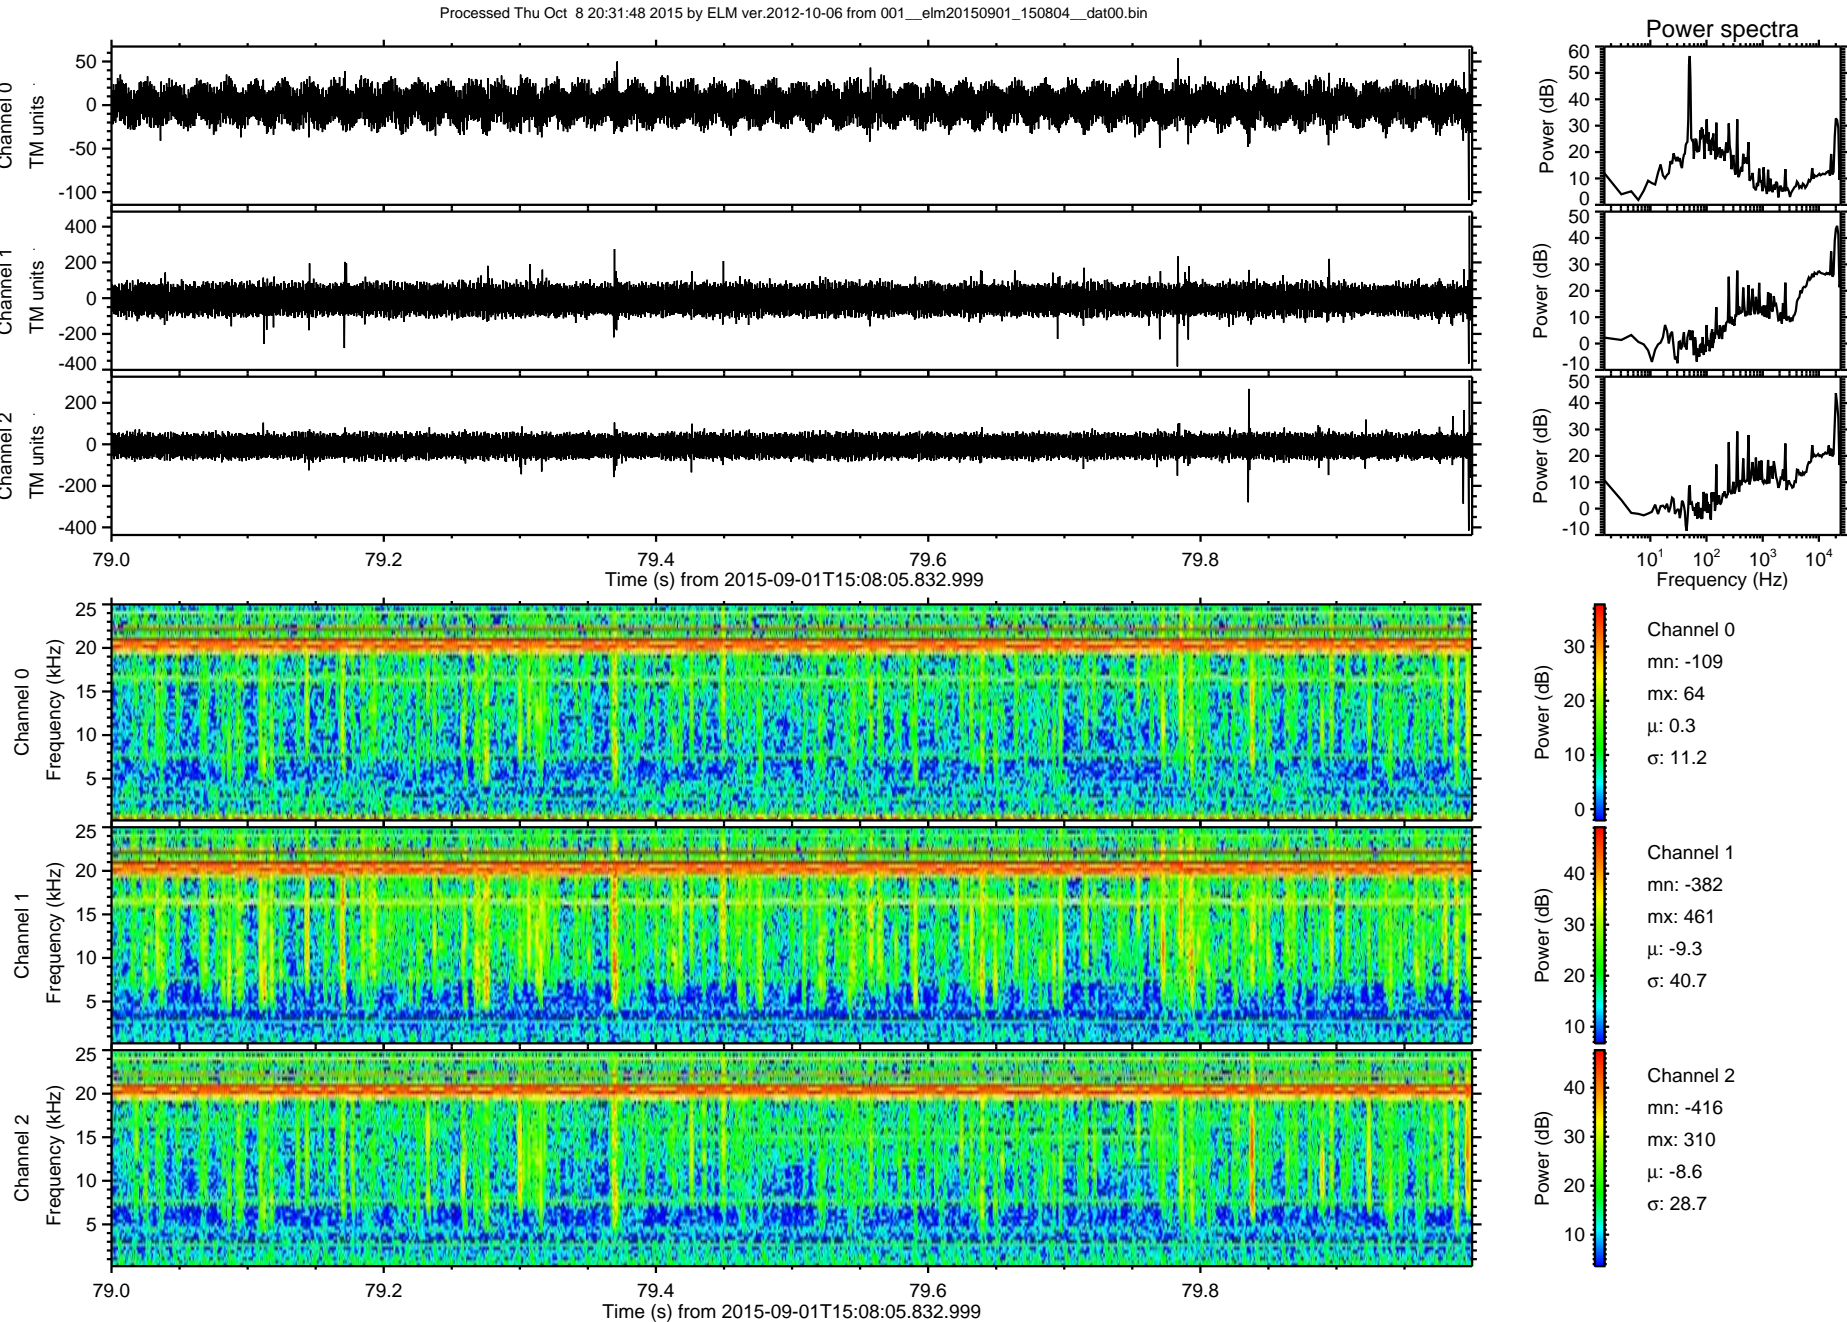 Processed Thu Oct 8 20:31:48 2015 by ELM ver.2012-10-06 from 001__elm20150901_150804__dat00.bin
Power spectra
Channel 0
TM units
50
0
-50
-100
Power (dB)
60
50
40
30
20
10
0
Channel 1
TM units
400
200
0
-200
-400
Power (dB)
50
40
30
20
10
0
-10
Channel 2
TM units
200
0
-200
-400
Power (dB)
50
40
30
20
10
0
-10
79.0 79.2 79.4 79.6 79.8
Time (s) from 2015-09-01T15:08:05.832.999
10^1 10^2 10^3 10^4
Frequency (Hz)
Channel 0
Frequency (kHz)
25
20
15
10
5
Power (dB)
30
20
10
0
Channel 0
mn: -109
mx: 64
μ: 0.3
σ: 11.2
Channel 1
Frequency (kHz)
25
20
15
10
5
Power (dB)
40
30
20
10
Channel 1
mn: -382
mx: 461
μ: -9.3
σ: 40.7
Channel 2
Frequency (kHz)
25
20
15
10
5
Power (dB)
40
30
20
10
Channel 2
mn: -416
mx: 310
μ: -8.6
σ: 28.7
79.0 79.2 79.4 79.6 79.8
Time (s) from 2015-09-01T15:08:05.832.999